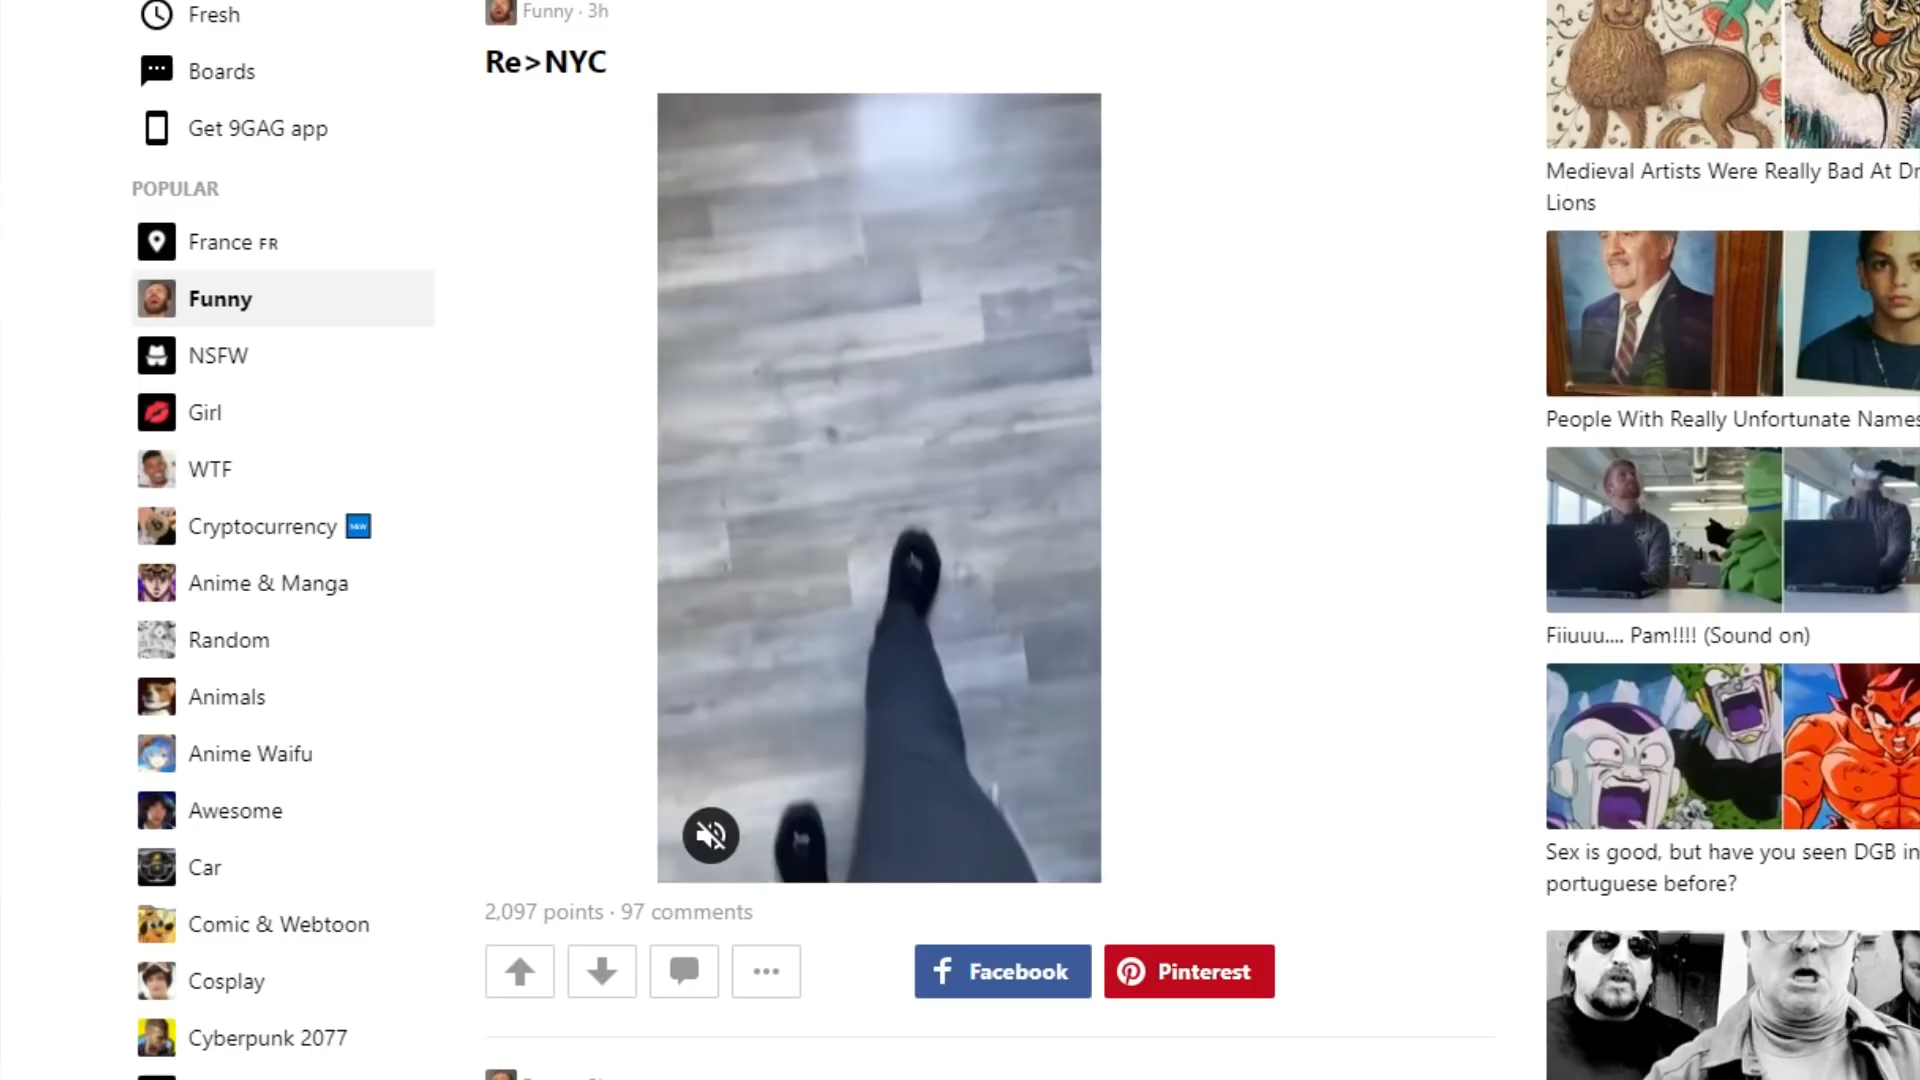 Fresh
Boards
Get 9GAG app
POPULAR
France FR
Funny
NSFW
Girl
WTF
Cryptocurrency NEW
Anime & Manga
Random
Animals
Anime Waifu
Awesome
Car
Comic & Webtoon
Cosplay
Cyberpunk 2077
Funny · 3h
Re>NYC
2,097 points · 97 comments
Facebook
Pinterest
Medieval Artists Were Really Bad At
Lions
People With Really Unfortunate Names
Fiiuuu.... Pam!!!! (Sound on)
Sex is good, but have you seen DGB in
portuguese before?